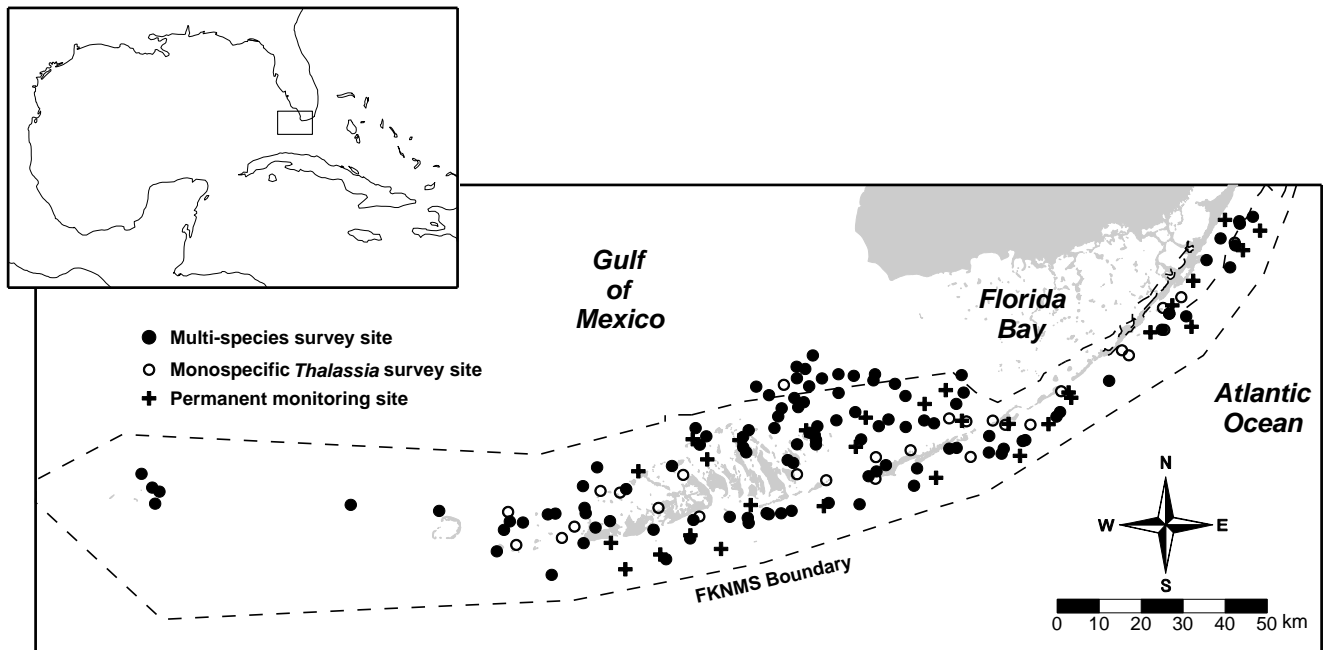 Gulf
of
Mexico
Florida
Bay
Atlantic
Ocean
Multi-species survey site
Monospecific Thalassia survey site
Permanent monitoring site
FKNMS Boundary
N
W E
S
0 10 20 30 40 50 km